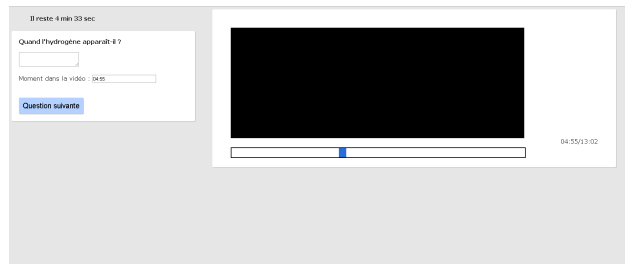 Il reste 4 min 33 sec
Quand l'hydrogène apparaît-il ?
Moment dans la vidéo : 04:55
Question suivante
04:55/13:02